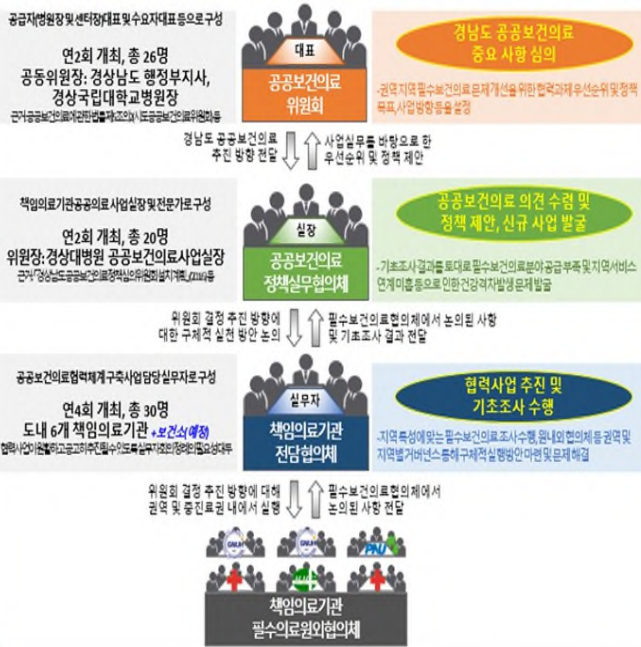 공급자(병원장 및 센터장)대표 및 수요자대표 등으로 구성
연2회 개최, 총 26명
공동위원장: 경상남도 행정부지사,
경상국립대학교병원장
대표
공공보건의료
위원회
경남도 공공보건의료
중요 사항 심의
-권역·지역 필수보건의료 문제 개선을 위한 협력과제 우선순위 및 정책
목표, 사업 방향 등을 설정
경남도 공공보건의료
추진 방향 전달
사업실무를 바탕으로 한
우선순위 및 정책 제안
책임의료기관 공공의료 사업실장 및 전문가로 구성
연2회 개최, 총 20명
위원장: 경상대병원 공공보건의료사업실장
실장
공공보건의료
정책실무협의체
공공보건의료 의견 수렴 및
정책 제안, 신규 사업 발굴
-기초조사 결과를 토대로 필수보건의료 분야 공급 부족 및 지역 서비스
연계 미흡 등으로 인한 건강격차 발생 문제 발굴
위원회 결정 추진 방향에
대한 구체적 실천 방안 논의
필수보건의료협의체에서 논의된 사항
및 기초조사 결과 전달
공공보건의료 협력체계 구축사업 담당 실무자로 구성
연4회 개최, 총 30명
도내 6개 책임의료기관 +보건소(예정)
실무자
책임의료기관
전담협의체
협력사업 추진 및
기초조사 수행
-지역 특성에 맞는 필수보건의료 조사 수행, 원내외 협의체 등 권역 및
지역별 거버넌스 통해 구체적 실행방안 마련 및 문제 해결
위원회 결정 추진 방향에 대해
권역 및 중진료권 내에서 실행
필수보건의료협의체에서
논의된 사항 전달
GNUH
GNUH
PNU
책임의료기관
필수의료 원외협의체